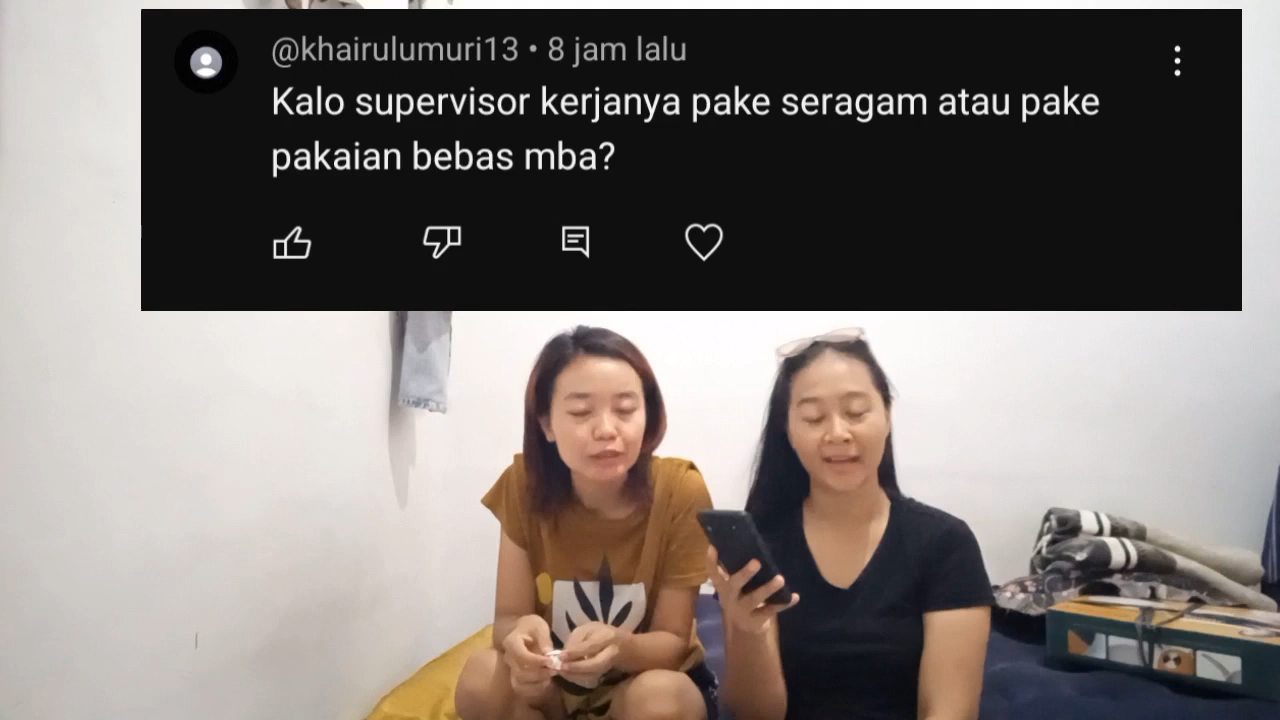 @khairulumuri13 • 8 jam lalu
Kalo supervisor kerjanya pake seragam atau pake
pakaian bebas mba?